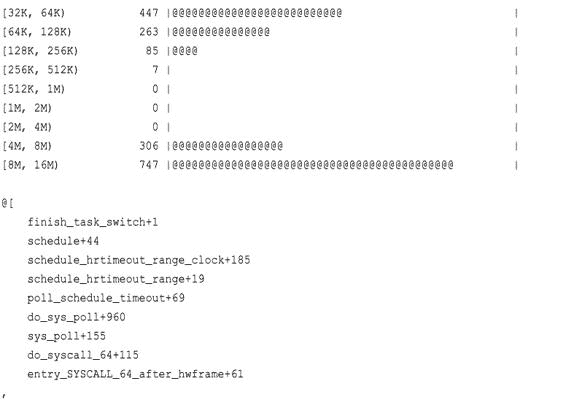 [32K, 64K) 447 |@@@@@@@@@@@@@@@@@@@@@@@@@@ |
[64K, 128K) 263 |@@@@@@@@@@@@@@@ |
[128K, 256K) 85 |@@@@ |
[256K, 512K) 7 | |
[512K, 1M) 0 | |
[1M, 2M) 0 | |
[2M, 4M) 0 | |
[4M, 8M) 306 |@@@@@@@@@@@@@@@@@ |
[8M, 16M) 747 |@@@@@@@@@@@@@@@@@@@@@@@@@@@@@@@@@@@@@@@@@@@ |
@[
finish_task_switch+1
schedule+44
schedule_hrtimeout_range_clock+185
schedule_hrtimeout_range+19
poll_schedule_timeout+69
do_sys_poll+960
sys_poll+155
do_syscall_64+115
entry_SYSCALL_64_after_hwframe+61
,